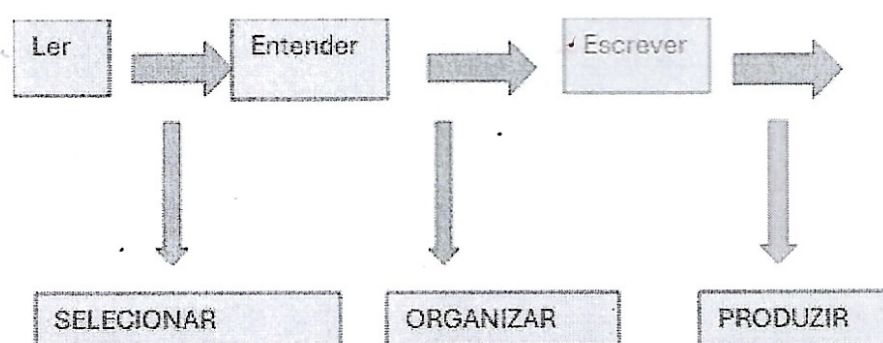 Ler
Entender
Escrever
SELECIONAR
ORGANIZAR
PRODUZIR